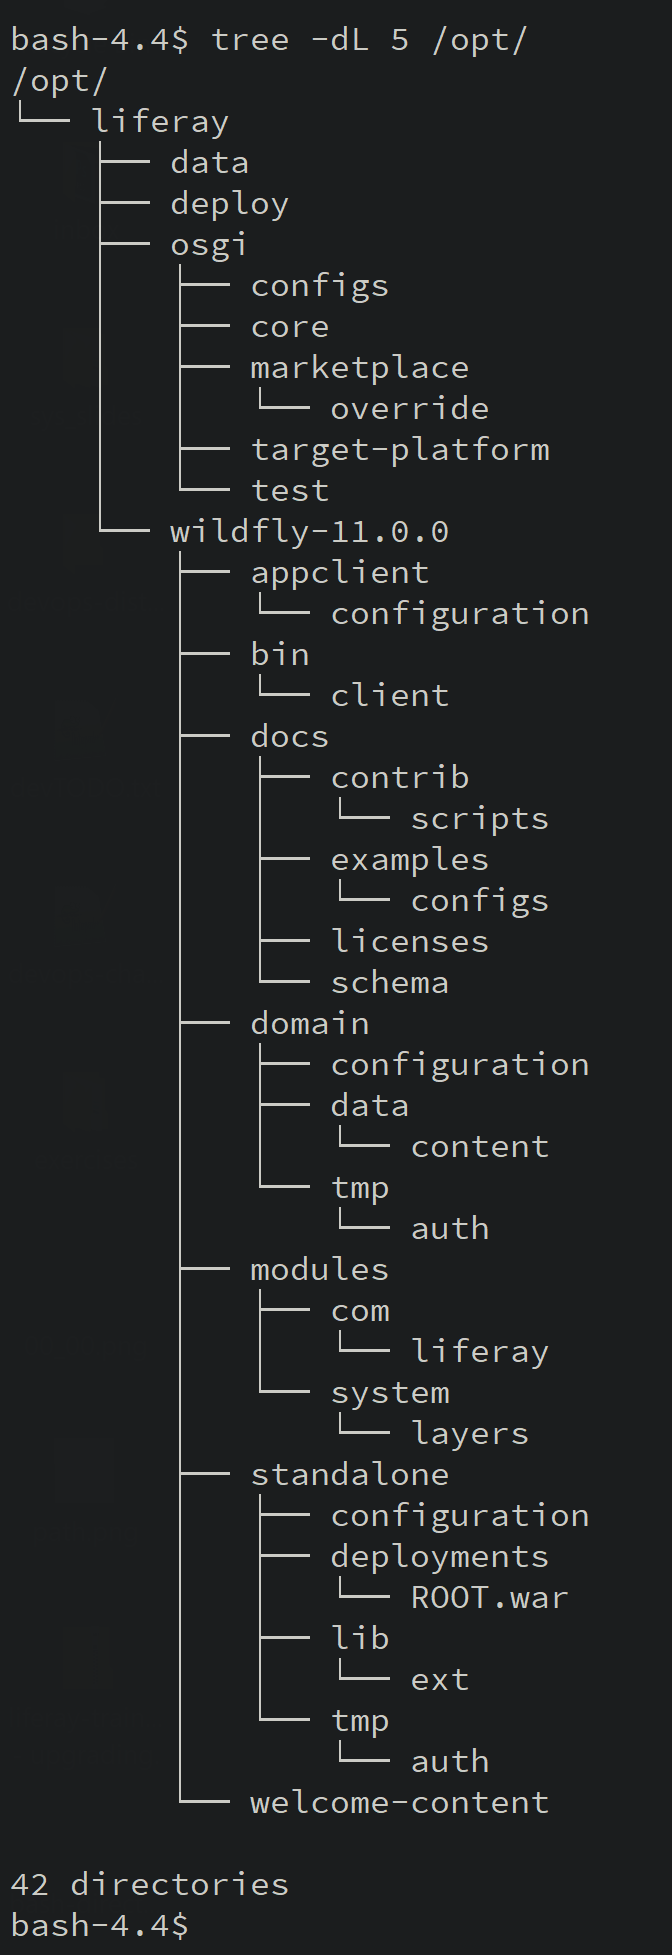 bash-4.4$ tree -dL 5 /opt/
/opt/
└── liferay
    ├── data
    ├── deploy
    ├── osgi
    │   ├── configs
    │   ├── core
    │   ├── marketplace
    │   │   └── override
    │   ├── target-platform
    │   └── test
    └── wildfly-11.0.0
        ├── appclient
        │   └── configuration
        ├── bin
        │   └── client
        ├── docs
        │   ├── contrib
        │   │   └── scripts
        │   ├── examples
        │   │   └── configs
        │   ├── licenses
        │   └── schema
        ├── domain
        │   ├── configuration
        │   ├── data
        │   │   └── content
        │   └── tmp
        │       └── auth
        ├── modules
        │   ├── com
        │   │   └── liferay
        │   └── system
        │       └── layers
        ├── standalone
        │   ├── configuration
        │   ├── deployments
        │   │   └── ROOT.war
        │   ├── lib
        │   │   └── ext
        │   └── tmp
        │       └── auth
        └── welcome-content

42 directories
bash-4.4$